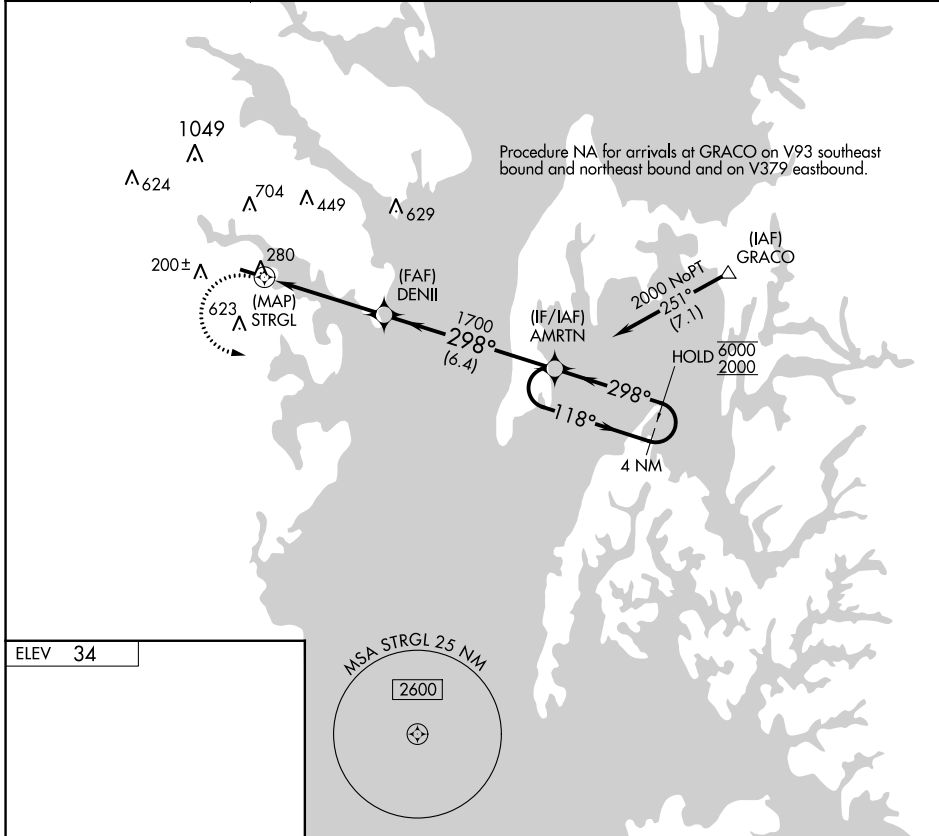 1049
624
704
449
629
Procedure NA for arrivals at GRACO on V93 southeast
bound and northeast bound and on V379 eastbound.
(IAF)
GRACO
2000 NoPT
251°
(7.1)
200±
280
(MAP)
STRGL
623
(FAF)
DENII
1700
298°
(6.4)
(IF/IAF)
AMRTN
HOLD
6000
2000
298°
118°
4 NM
ELEV 34
MSA STRGL 25 NM
2600